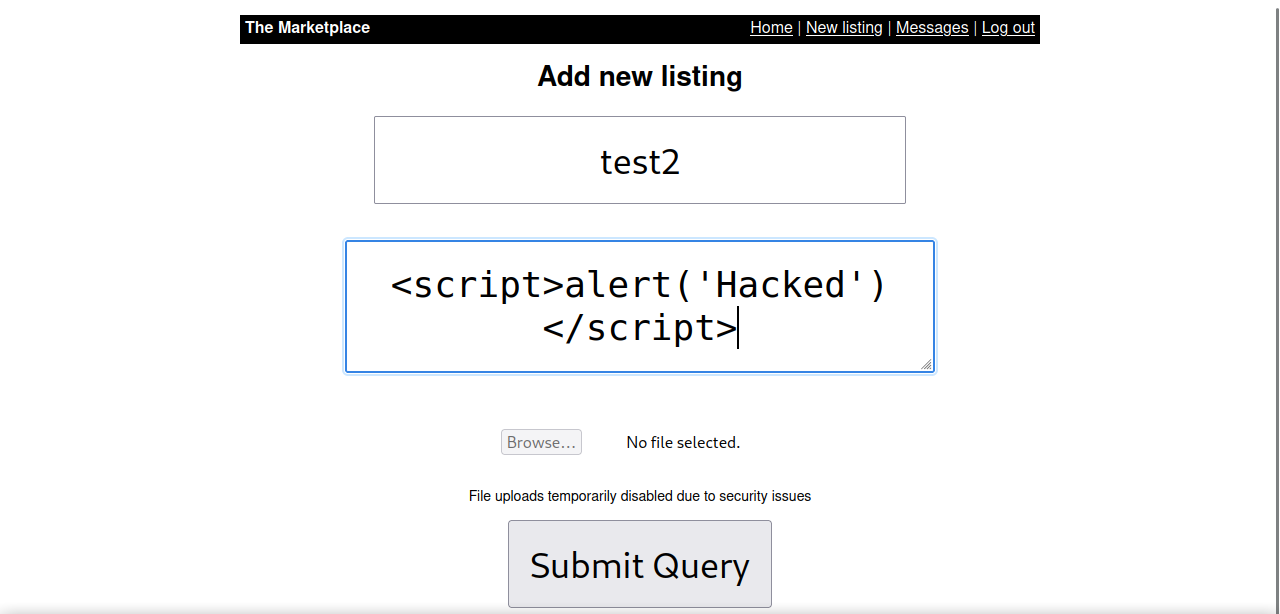 The Marketplace Home | New listing | Messages | Log out
Add new listing
test2
<script>alert('Hacked')
</script>
Browse... No file selected.
File uploads temporarily disabled due to security issues
Submit Query